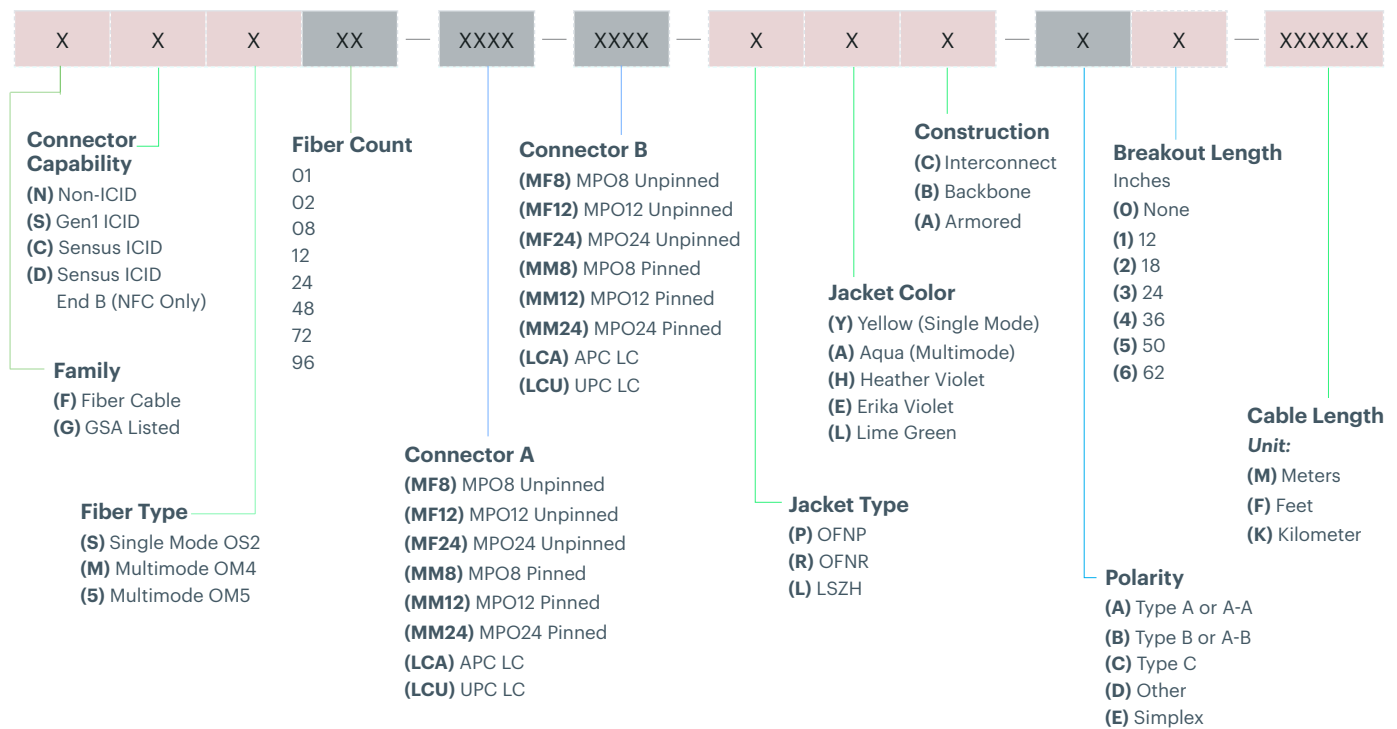 X X X XX — XXXX — XXXX — X X X — X X — XXXXX.X
Connector
Capability
(N) Non-ICID
(S) Gen1 ICID
(C) Sensus ICID
(D) Sensus ICID
End B (NFC Only)
Family
(F) Fiber Cable
(G) GSA Listed
Fiber Type
(S) Single Mode OS2
(M) Multimode OM4
(5) Multimode OM5
Fiber Count
01
02
08
12
24
48
72
96
Connector A
(MF8) MPO8 Unpinned
(MF12) MPO12 Unpinned
(MF24) MPO24 Unpinned
(MM8) MPO8 Pinned
(MM12) MPO12 Pinned
(MM24) MPO24 Pinned
(LCA) APC LC
(LCU) UPC LC
Connector B
(MF8) MPO8 Unpinned
(MF12) MPO12 Unpinned
(MF24) MPO24 Unpinned
(MM8) MPO8 Pinned
(MM12) MPO12 Pinned
(MM24) MPO24 Pinned
(LCA) APC LC
(LCU) UPC LC
Jacket Type
(P) OFNP
(R) OFNR
(L) LSZH
Jacket Color
(Y) Yellow (Single Mode)
(A) Aqua (Multimode)
(H) Heather Violet
(E) Erika Violet
(L) Lime Green
Construction
(C) Interconnect
(B) Backbone
(A) Armored
Polarity
(A) Type A or A-A
(B) Type B or A-B
(C) Type C
(D) Other
(E) Simplex
Breakout Length
Inches
(0) None
(1) 12
(2) 18
(3) 24
(4) 36
(5) 50
(6) 62
Cable Length
Unit:
(M) Meters
(F) Feet
(K) Kilometer